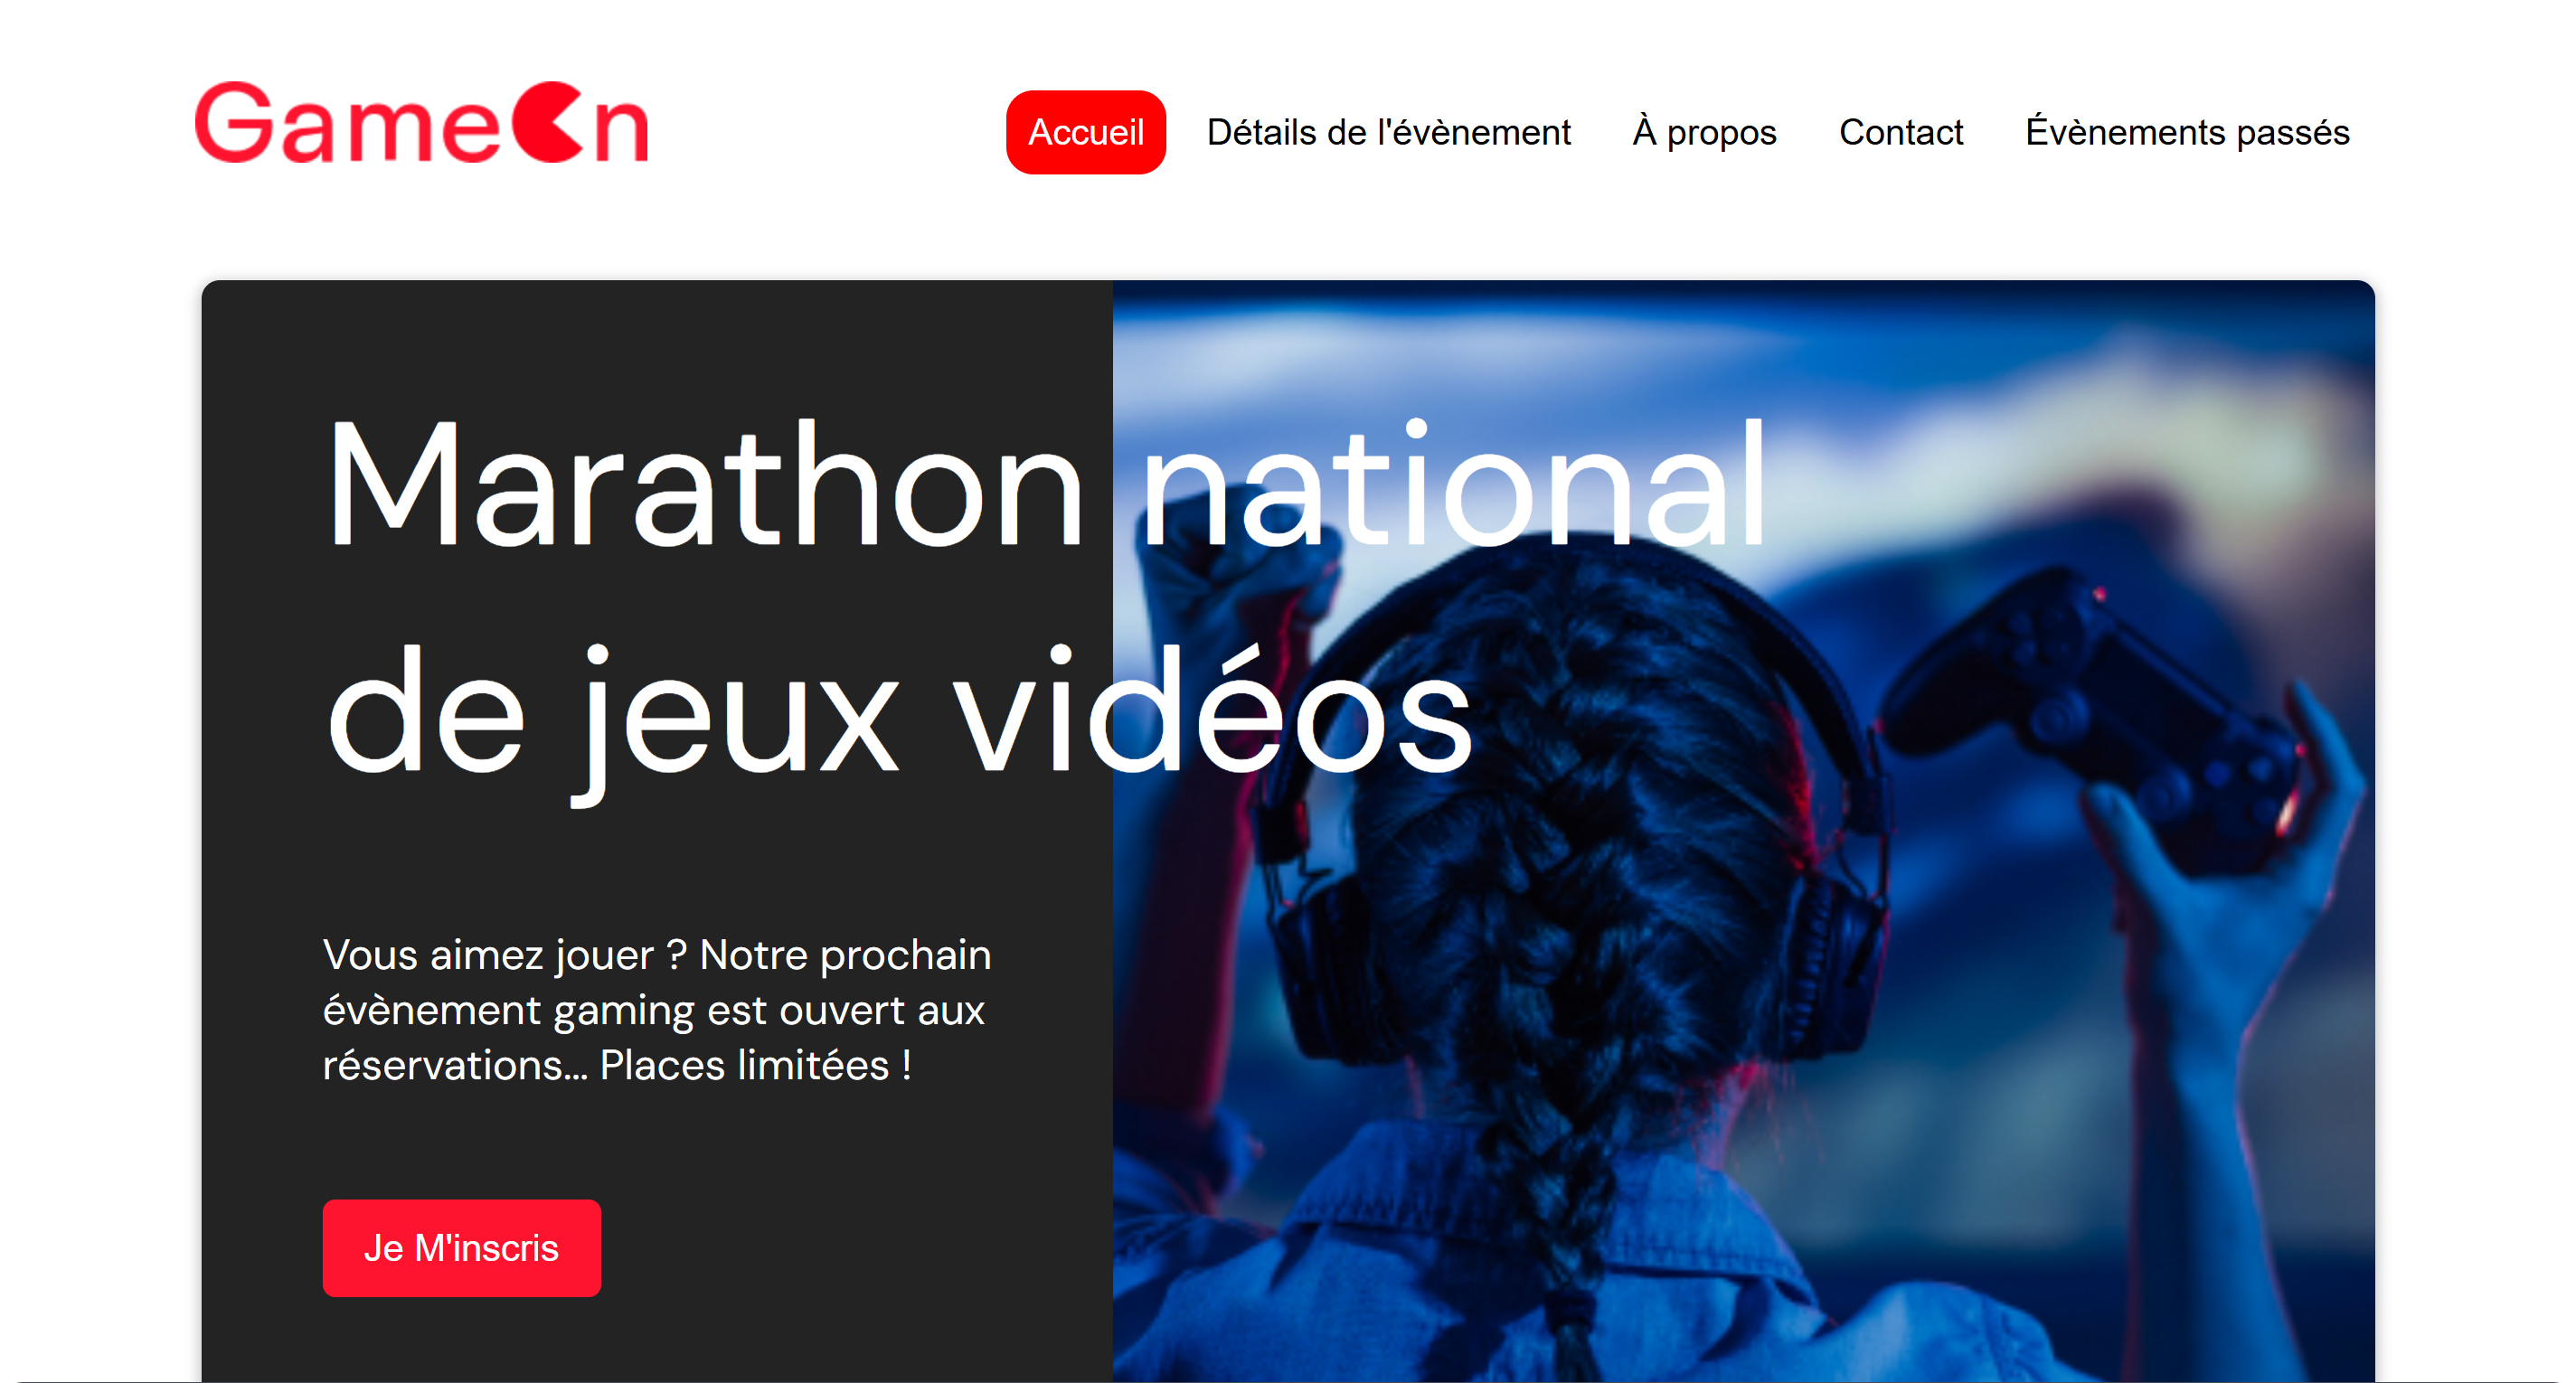 GameOn
Accueil Détails de l'évènement À propos Contact Évènements passés
Marathon national
de jeux vidéos
Vous aimez jouer ? Notre prochain
évènement gaming est ouvert aux
réservations... Places limitées !
Je M'inscris